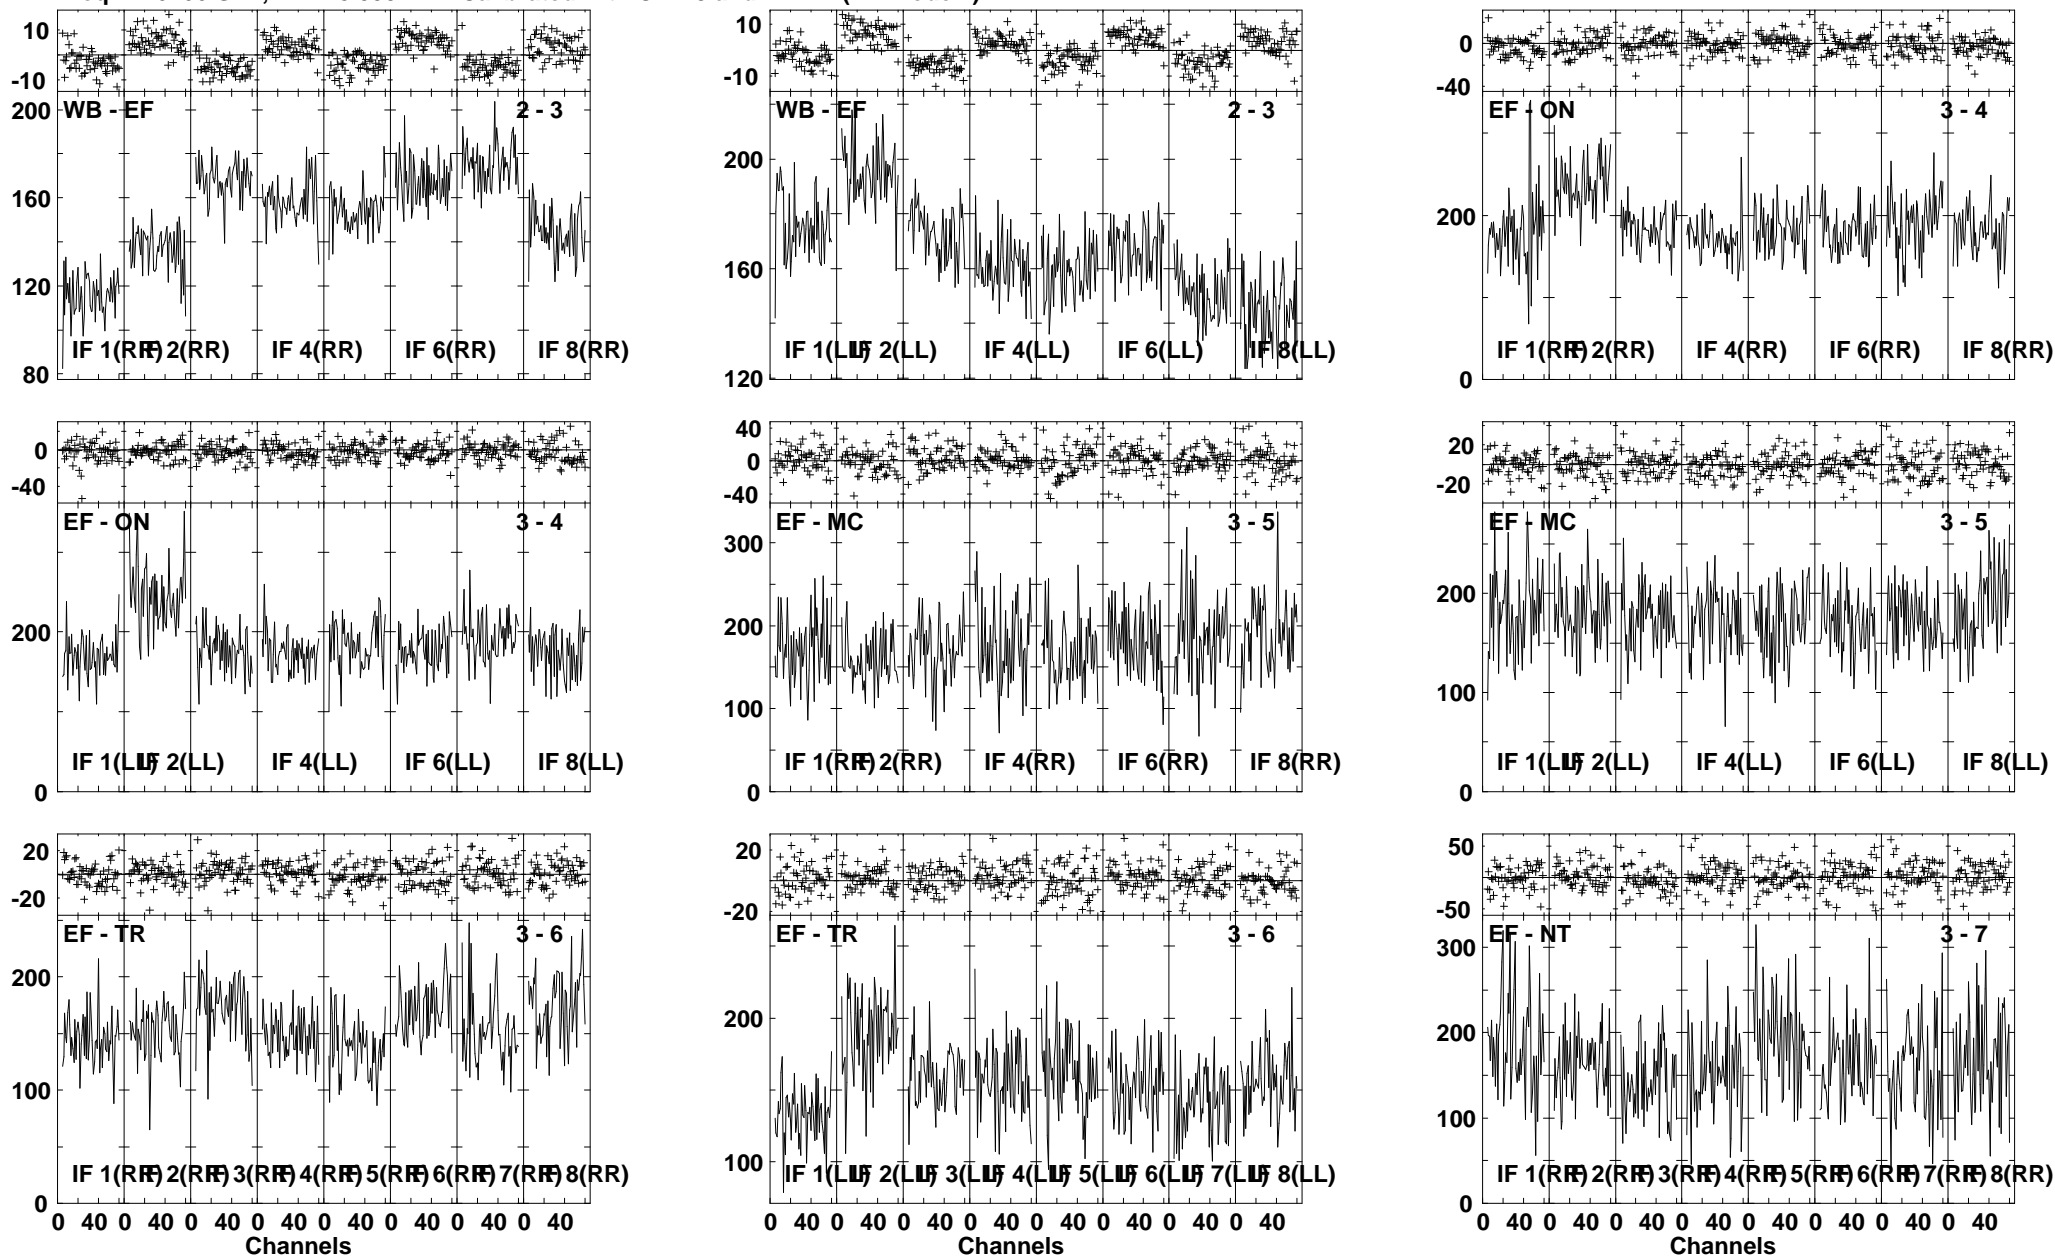 10
-10
WB - EF 2 - 3
200
160
120
80
IF 1(RR) IF 2(RR) IF 4(RR) IF 6(RR) IF 8(RR)
10
-10
WB - EF 2 - 3
200
160
120
IF 1(LL) IF 2(LL) IF 4(LL) IF 6(LL) IF 8(LL)
0
-40
EF - ON 3 - 4
200
0
IF 1(RR) IF 2(RR) IF 4(RR) IF 6(RR) IF 8(RR)
0
-40
EF - ON 3 - 4
200
0
IF 1(LL) IF 2(LL) IF 4(LL) IF 6(LL) IF 8(LL)
40
0
-40
EF - MC 3 - 5
300
200
100
0
IF 1(RR) IF 2(RR) IF 4(RR) IF 6(RR) IF 8(RR)
20
-20
EF - MC 3 - 5
200
100
0
IF 1(LL) IF 2(LL) IF 4(LL) IF 6(LL) IF 8(LL)
20
-20
EF - TR 3 - 6
200
100
0
IF 1(RR) IF 2(RR) IF 3(RR) IF 4(RR) IF 5(RR) IF 6(RR) IF 7(RR) IF 8(RR)
0 40 0 40 0 40 0 40 0 40 0 40 0 40 0 40
Channels
20
-20
EF - TR 3 - 6
200
100
IF 1(LL) IF 2(LL) IF 3(LL) IF 4(LL) IF 5(LL) IF 6(LL) IF 7(LL) IF 8(LL)
0 40 0 40 0 40 0 40 0 40 0 40 0 40 0 40
Channels
50
-50
EF - NT 3 - 7
300
200
100
0
IF 1(RR) IF 2(RR) IF 3(RR) IF 4(RR) IF 5(RR) IF 6(RR) IF 7(RR) IF 8(RR)
0 40 0 40 0 40 0 40 0 40 0 40 0 40 0 40
Channels